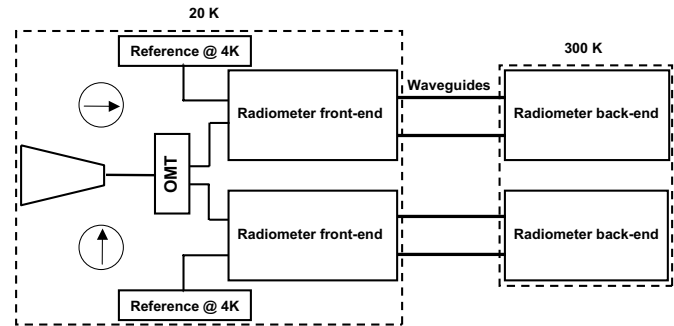 20 K
300 K
Reference @ 4K
Waveguides
Radiometer front-end
Radiometer back-end
OMT
Radiometer front-end
Radiometer back-end
Reference @ 4K